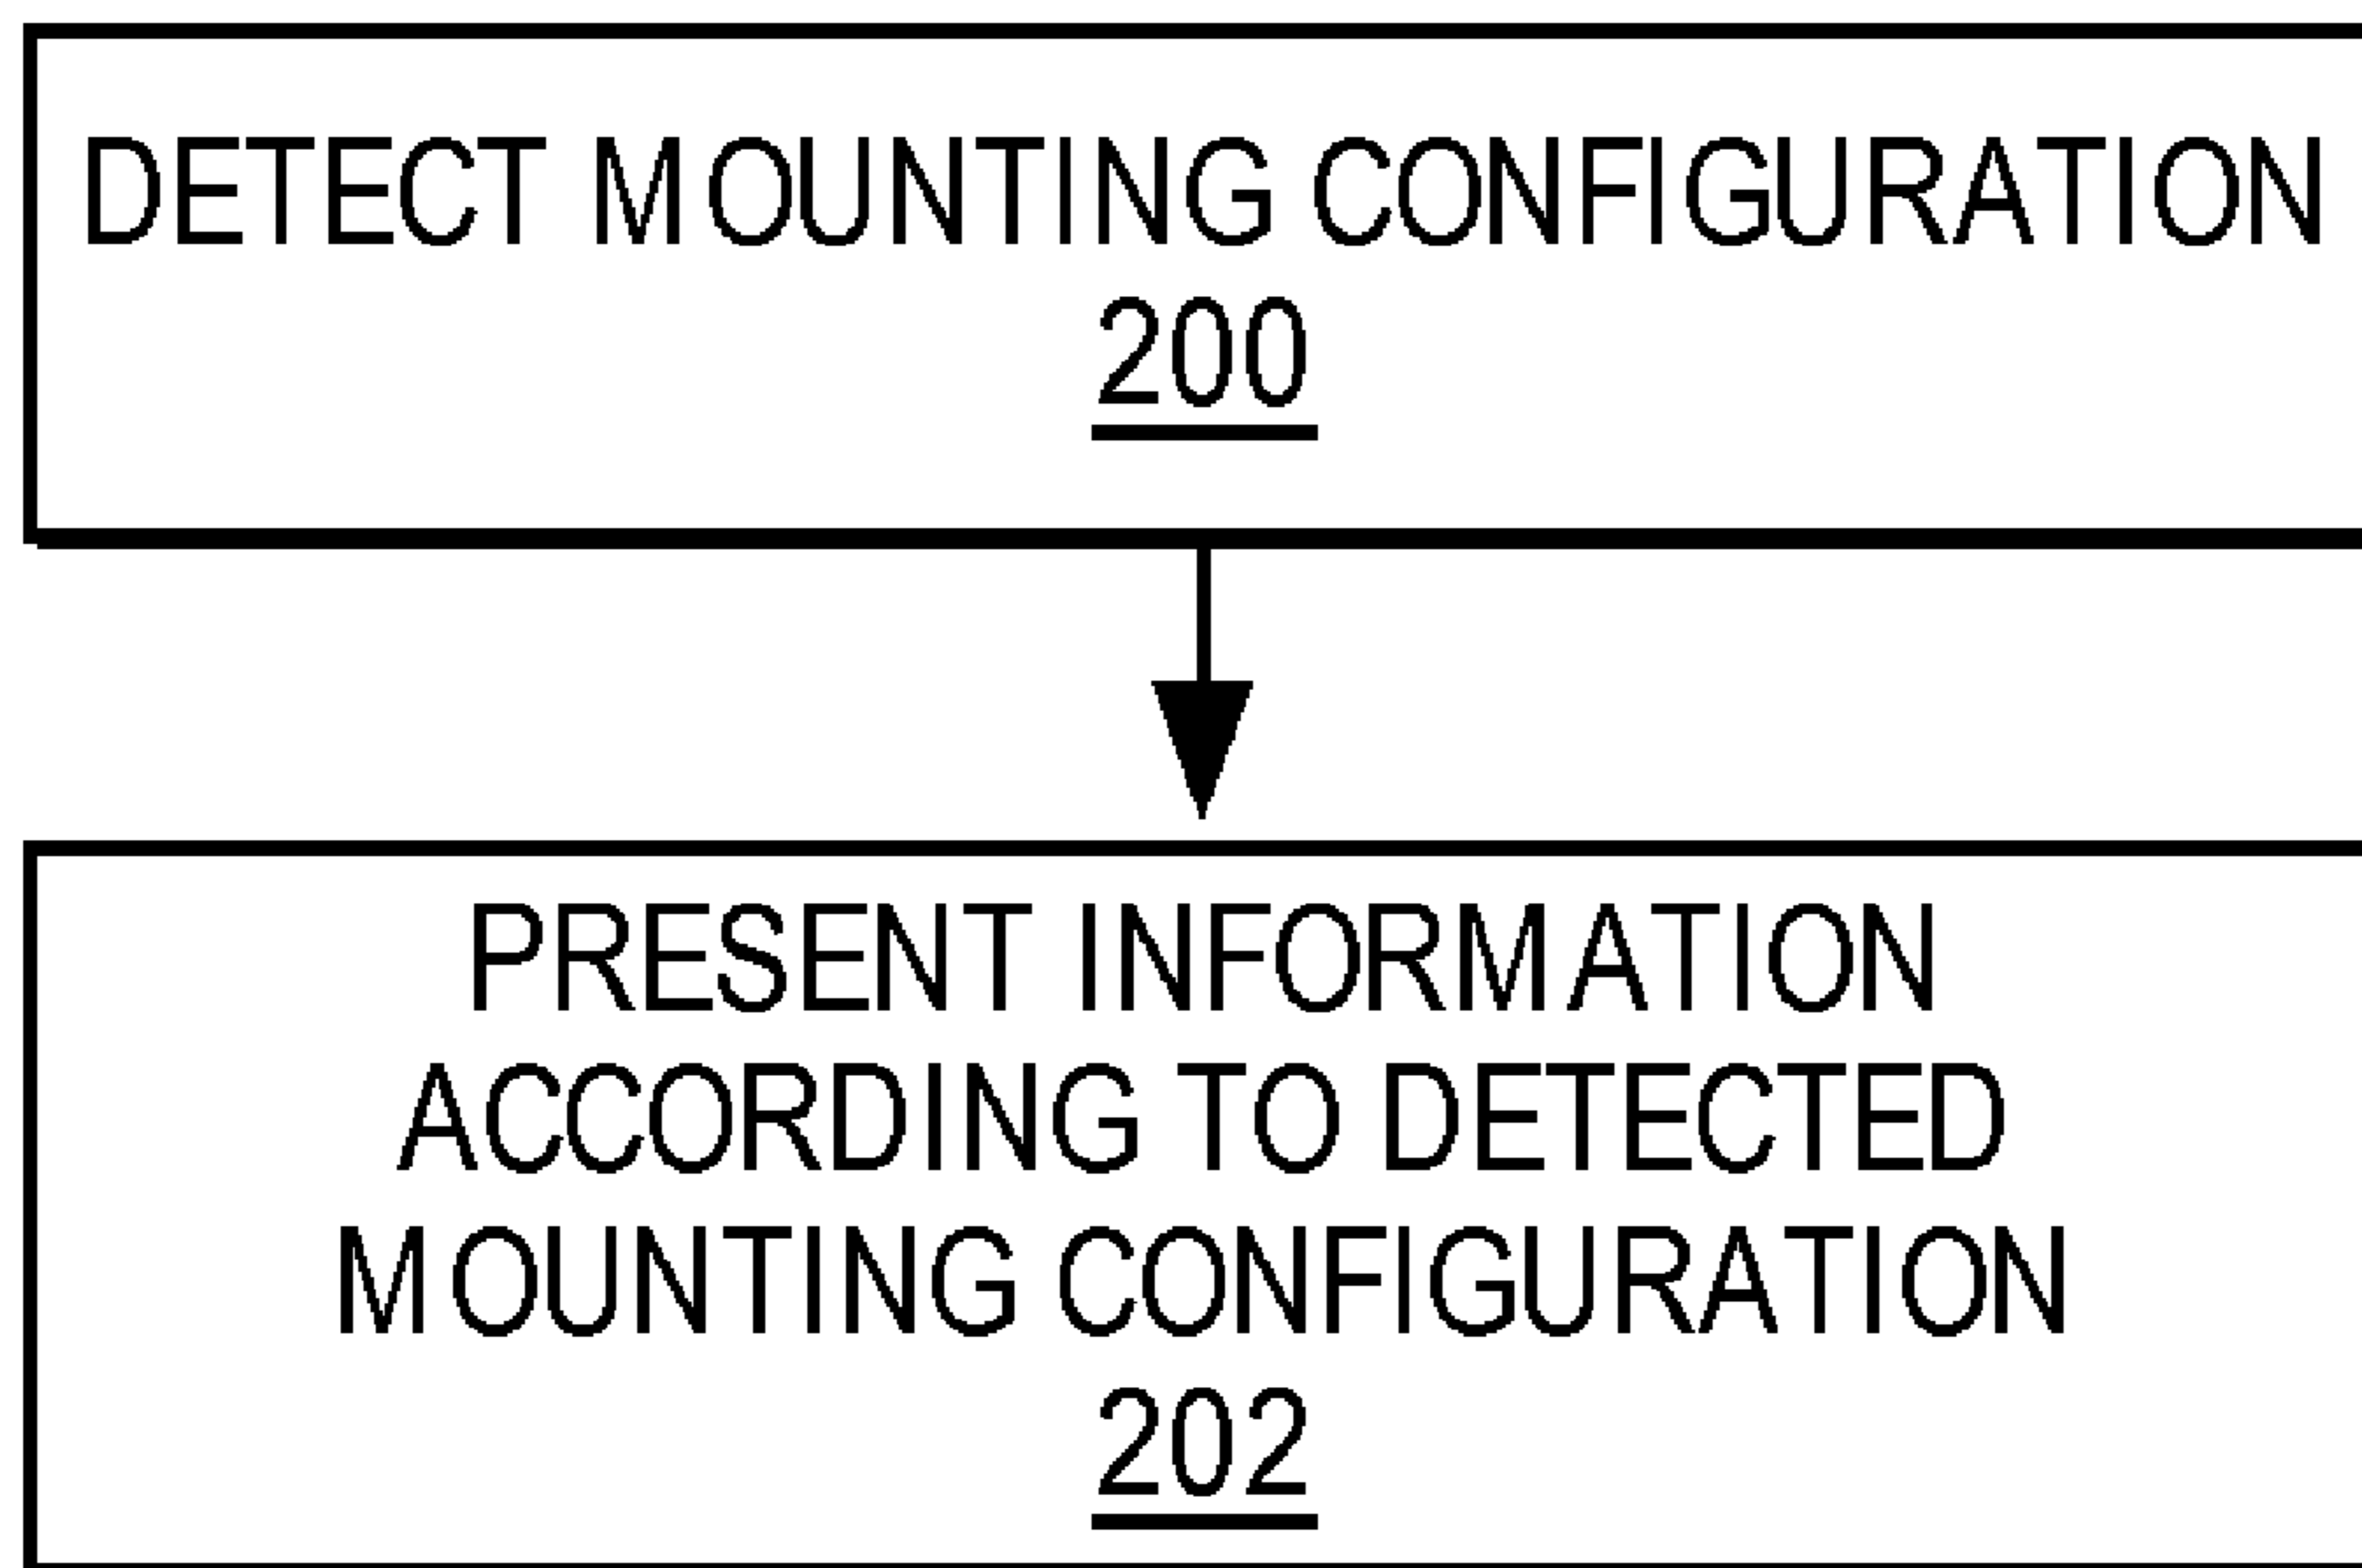 DETECT MOUNTING CONFIGURATION
200
PRESENT INFORMATION
ACCORDING TO DETECTED
MOUNTING CONFIGURATION
202